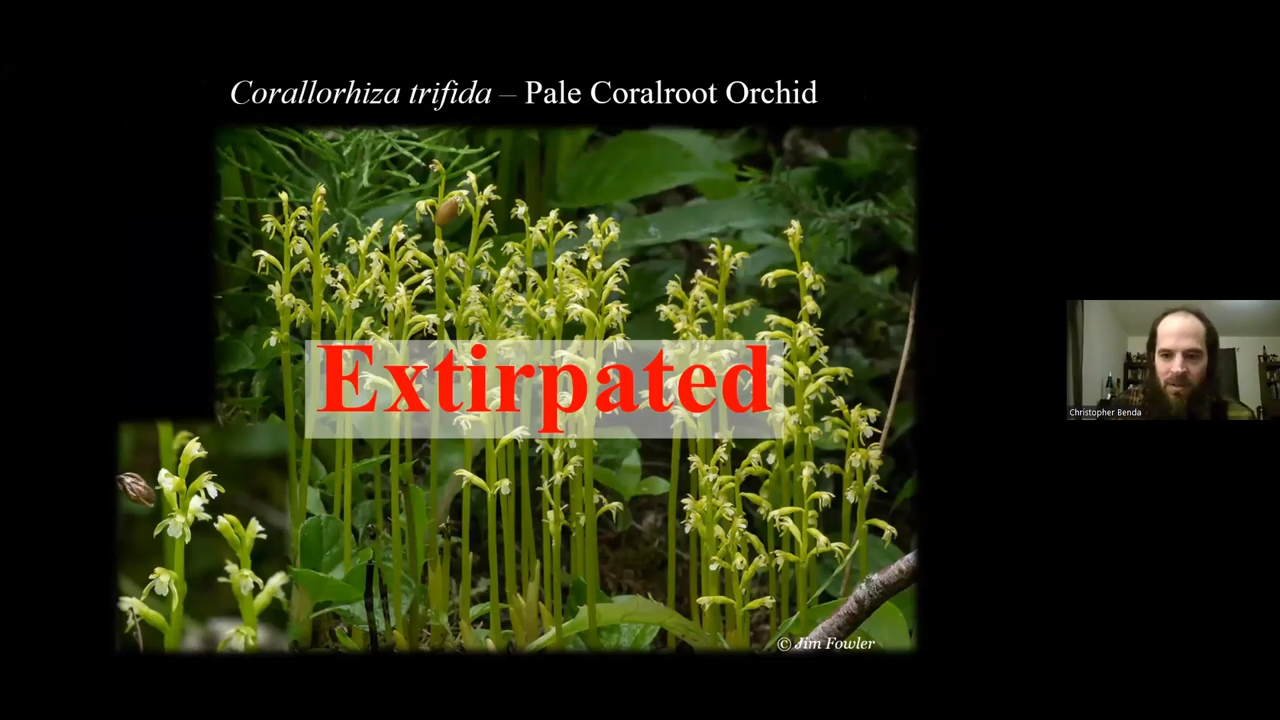 Corallorhiza trifida – Pale Coralroot Orchid
Extirpated
Christopher Benda
© Jim Fowler